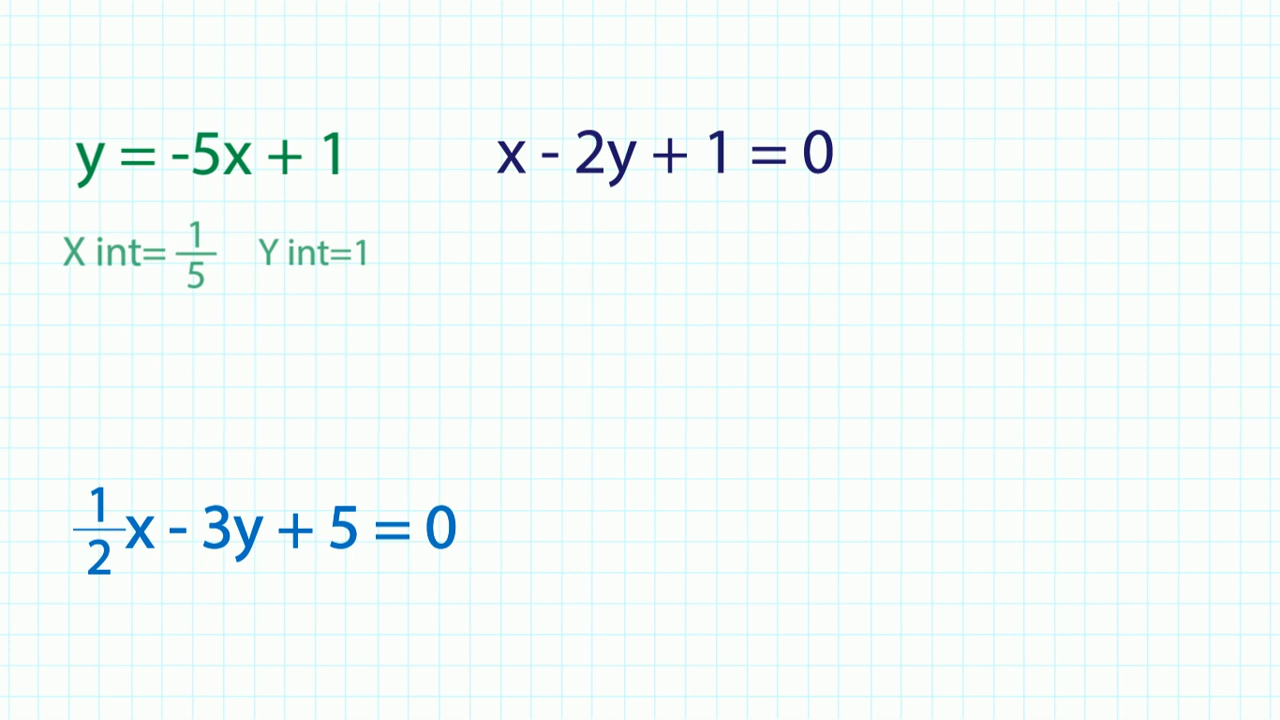 y = -5x + 1
x - 2y + 1 = 0
X int= 1/5 Y int=1
1/2x - 3y + 5 = 0